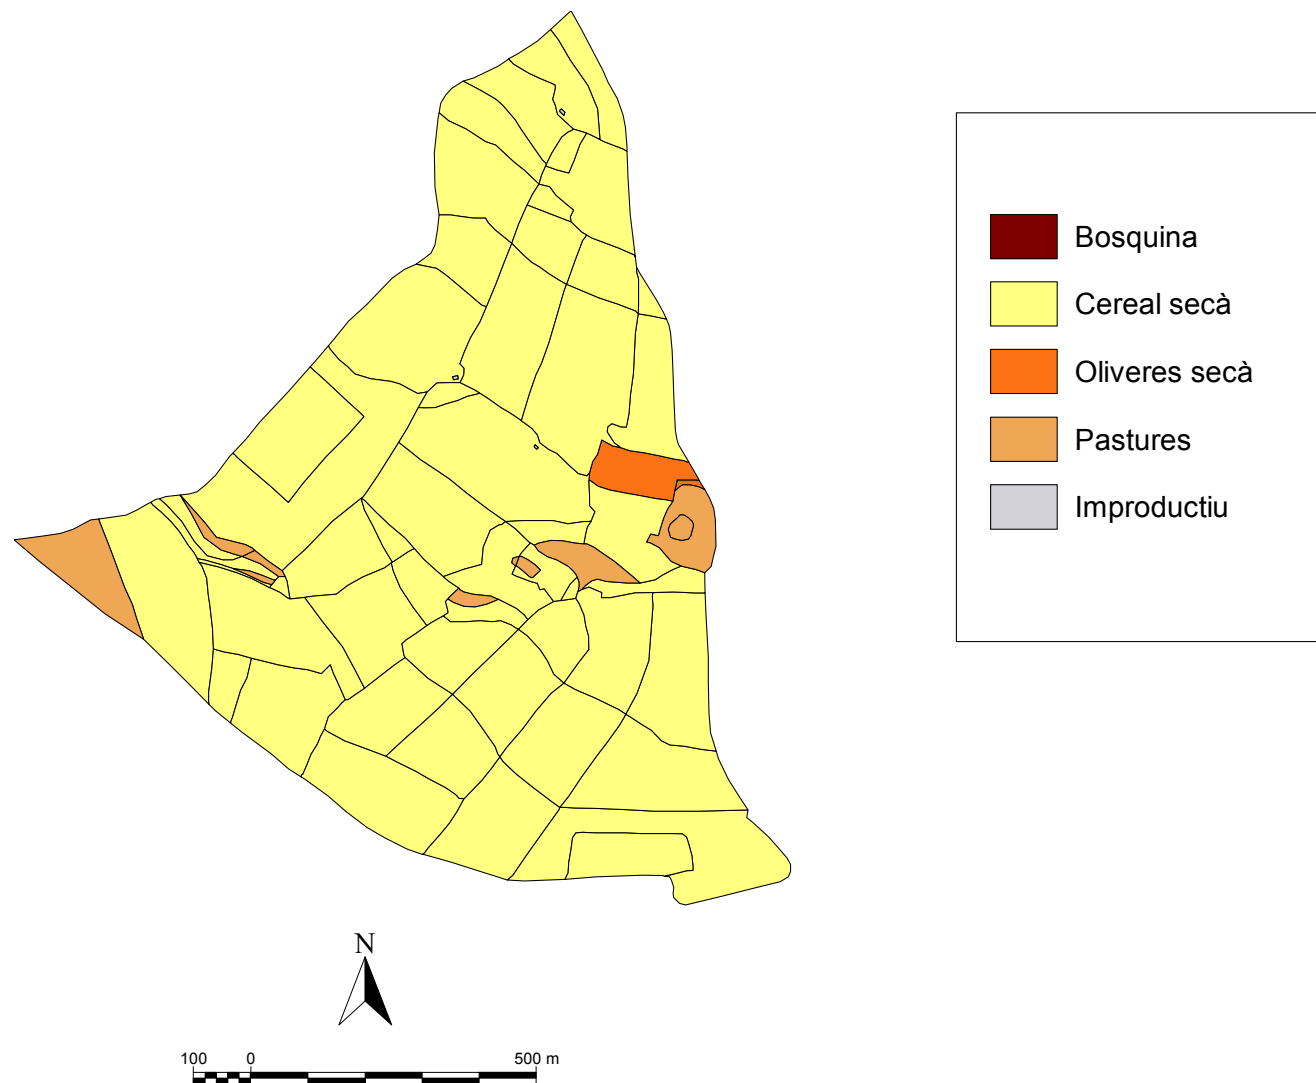 Bosquina
Cereal secà
Oliveres secà
Pastures
Improductiu
N
100 0 500 m